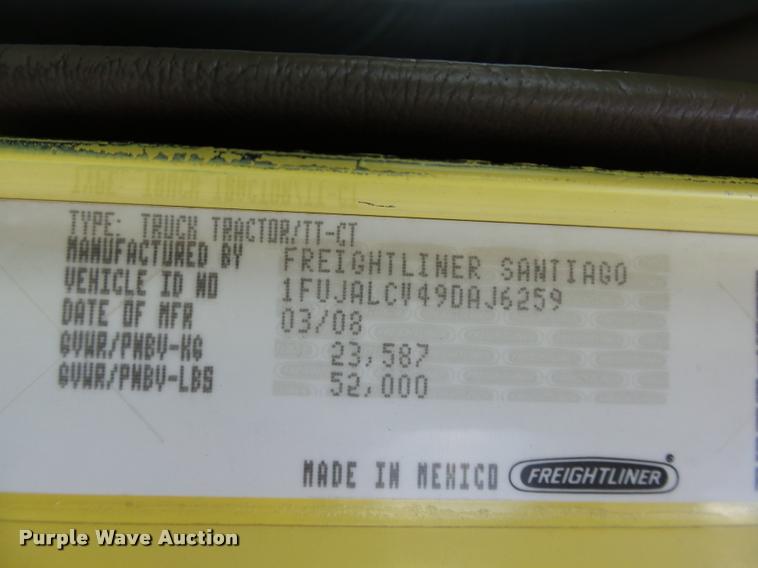 TYPE: TRUCK TRACTOR/TT-CT
MANUFACTURED BY FREIGHTLINER SANTIAGO
VEHICLE ID NO 1FUJALCV49DAJ6259
DATE OF MFR 03/08
GVWR/PNBV-KG 23,587
GVWR/PNBV-LBS 52,000
MADE IN MEXICO FREIGHTLINER®
Purple Wave Auction